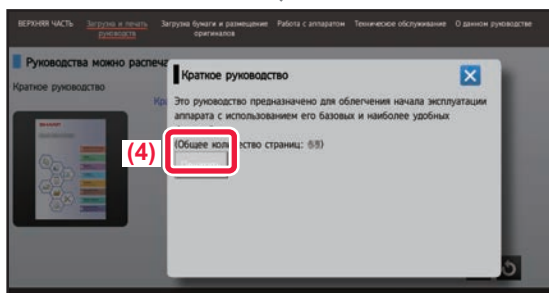 ВЕРХНЯЯ ЧАСТЬ
Загрузка и печать руководств
Загрузка бумаги и размещение оригиналов
Работа с аппаратом
Техническое обслуживание
О данном руководстве
Руководства можно распеча
Краткое руководство
Кра
Краткое руководство
Это руководство предназначено для облегчения начала эксплуатации
аппарата с использованием его базовых и наиболее удобных
(Общее кол ество страниц:
(4)
SHARP